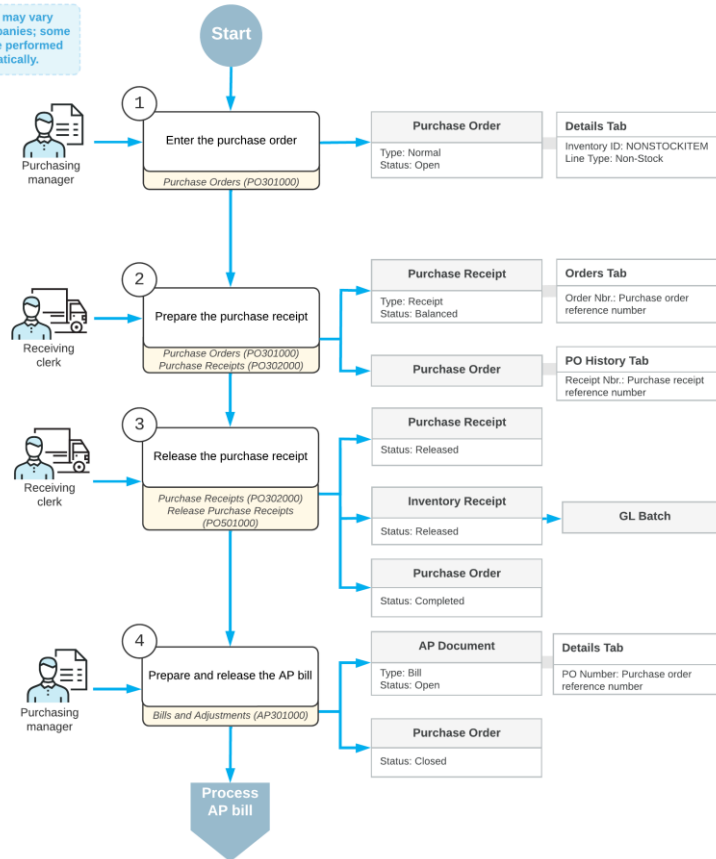 may vary
panies; some
e performed
atically.
Start
1
Enter the purchase order
Purchase Orders (PO301000)
Purchasing
manager
Purchase Order
Type: Normal
Status: Open
Details Tab
Inventory ID: NONSTOCKITEM
Line Type: Non-Stock
2
Prepare the purchase receipt
Purchase Orders (PO301000)
Purchase Receipts (PO302000)
Receiving
clerk
Purchase Receipt
Type: Receipt
Status: Balanced
Orders Tab
Order Nbr.: Purchase order
reference number
Purchase Order
PO History Tab
Receipt Nbr.: Purchase receipt
reference number
3
Release the purchase receipt
Purchase Receipts (PO302000)
Release Purchase Receipts
(PO501000)
Receiving
clerk
Purchase Receipt
Status: Released
Inventory Receipt
Status: Released
GL Batch
Purchase Order
Status: Completed
4
Prepare and release the AP bill
Bills and Adjustments (AP301000)
Purchasing
manager
AP Document
Type: Bill
Status: Open
Details Tab
PO Number: Purchase order
reference number
Purchase Order
Status: Closed
Process
AP bill